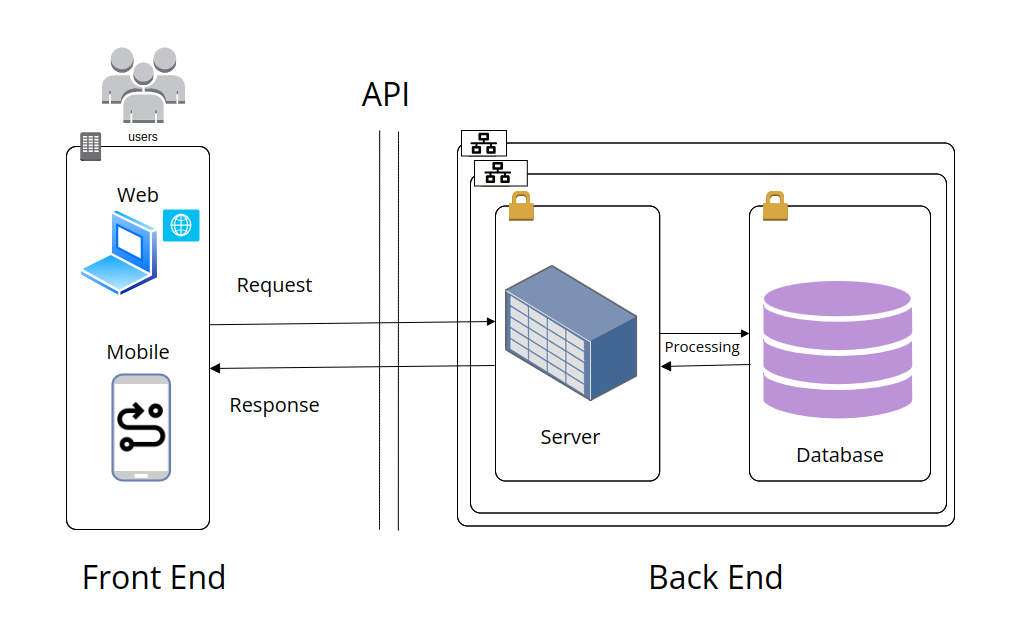 users
API
Web
Request
Mobile
Processing
Response
Server
Database
Front End
Back End